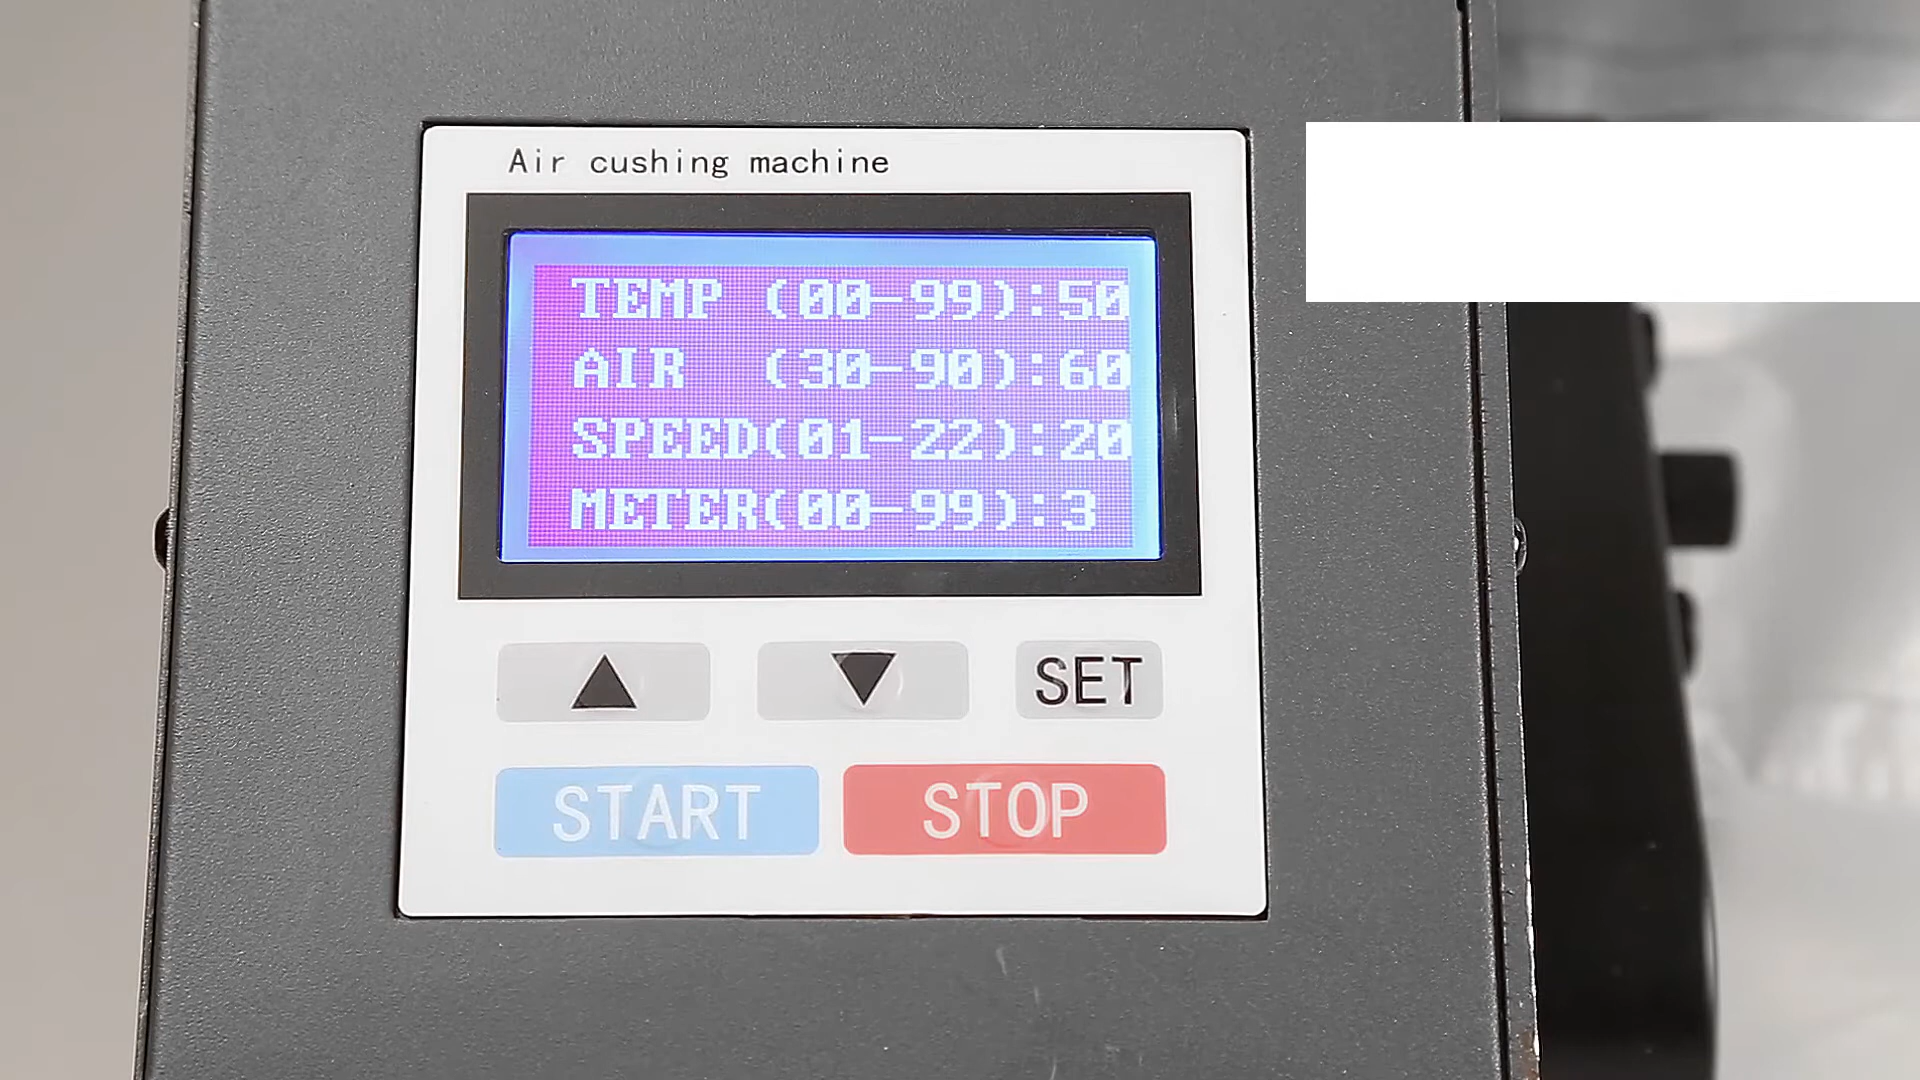 Air cushing machine
TEMP (00-99):50
AIR (30-90):60
SPEED(01-22):20
METER(00-99):3
▲ ▼ SET
START STOP